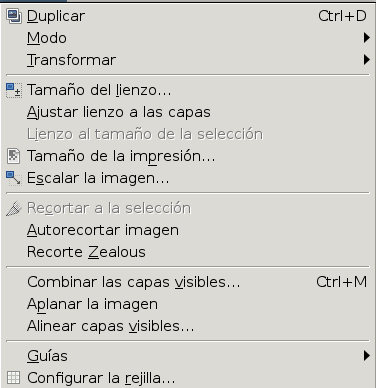 Duplicar Ctrl+D
Modo
Transformar
Tamaño del lienzo...
Ajustar lienzo a las capas
Lienzo al tamaño de la selección
Tamaño de la impresión...
Escalar la imagen...
Recortar a la selección
Autorecortar imagen
Recorte Zealous
Combinar las capas visibles... Ctrl+M
Aplanar la imagen
Alinear capas visibles...
Guías
Configurar la rejilla...